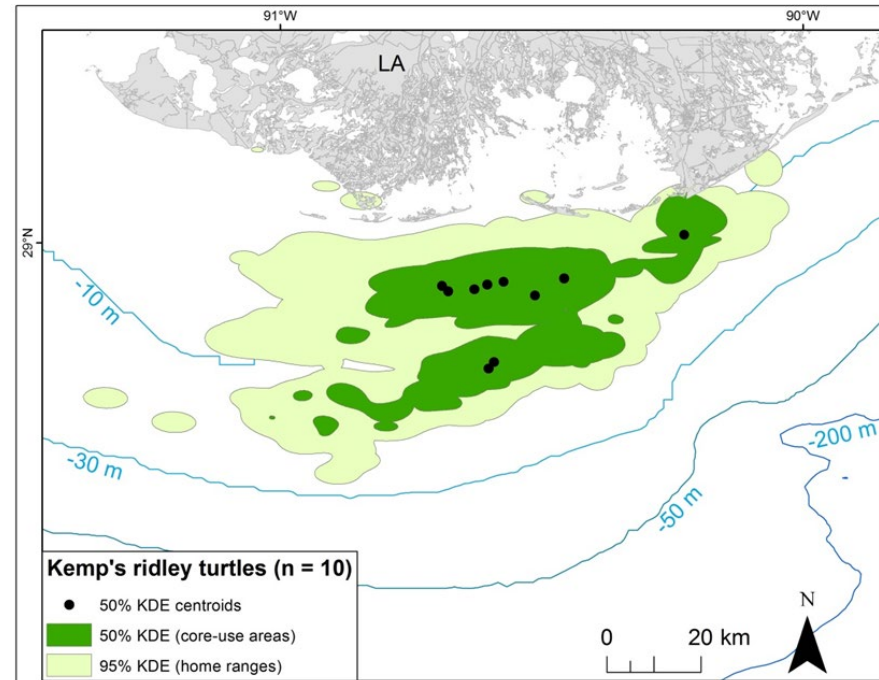 91°W
90°W
LA
29°N
-10 m
-30 m
-200 m
-50 m
Kemp's ridley turtles (n = 10)
50% KDE centroids
50% KDE (core-use areas)
95% KDE (home ranges)
0 20 km
N